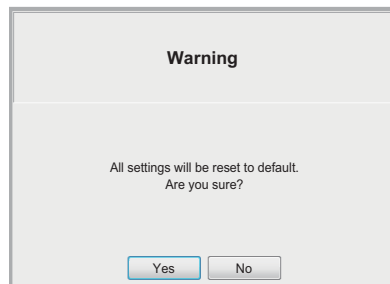 Warning
All settings will be reset to default.
Are you sure?
Yes No